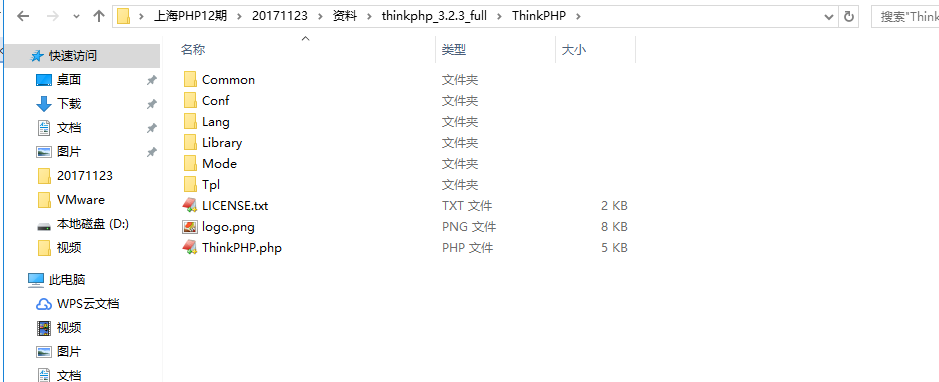 上海PHP12期 20171123 资料 thinkphp_3.2.3_full ThinkPHP
搜索"Think
快速访问
桌面
下载
文档
图片
20171123
VMware
本地磁盘 (D:)
视频
此电脑
WPS云文档
视频
图片
文档
名称 类型 大小
Common 文件夹
Conf 文件夹
Lang 文件夹
Library 文件夹
Mode 文件夹
Tpl 文件夹
LICENSE.txt TXT 文件 2 KB
logo.png PNG 文件 8 KB
ThinkPHP.php PHP 文件 5 KB